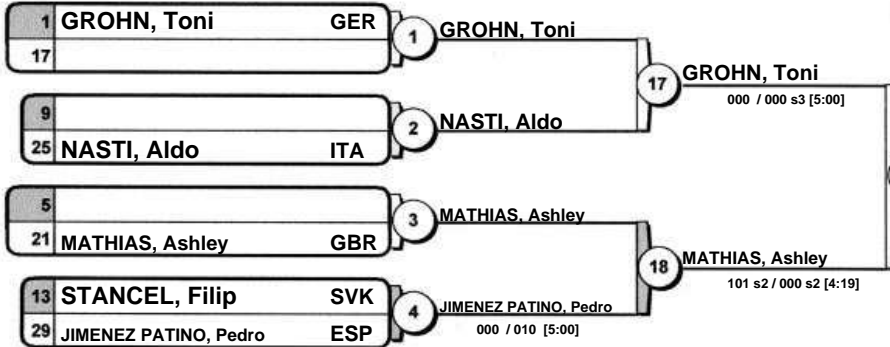 1 GROHN, Toni GER
17
1 GROHN, Toni
17 GROHN, Toni
000 / 000 s3 [5:00]
9
25 NASTI, Aldo ITA
2 NASTI, Aldo
5
21 MATHIAS, Ashley GBR
3 MATHIAS, Ashley
18 MATHIAS, Ashley
101 s2 / 000 s2 [4:19]
13 STANCEL, Filip SVK
29 JIMENEZ PATINO, Pedro ESP
4 JIMENEZ PATINO, Pedro
000 / 010 [5:00]